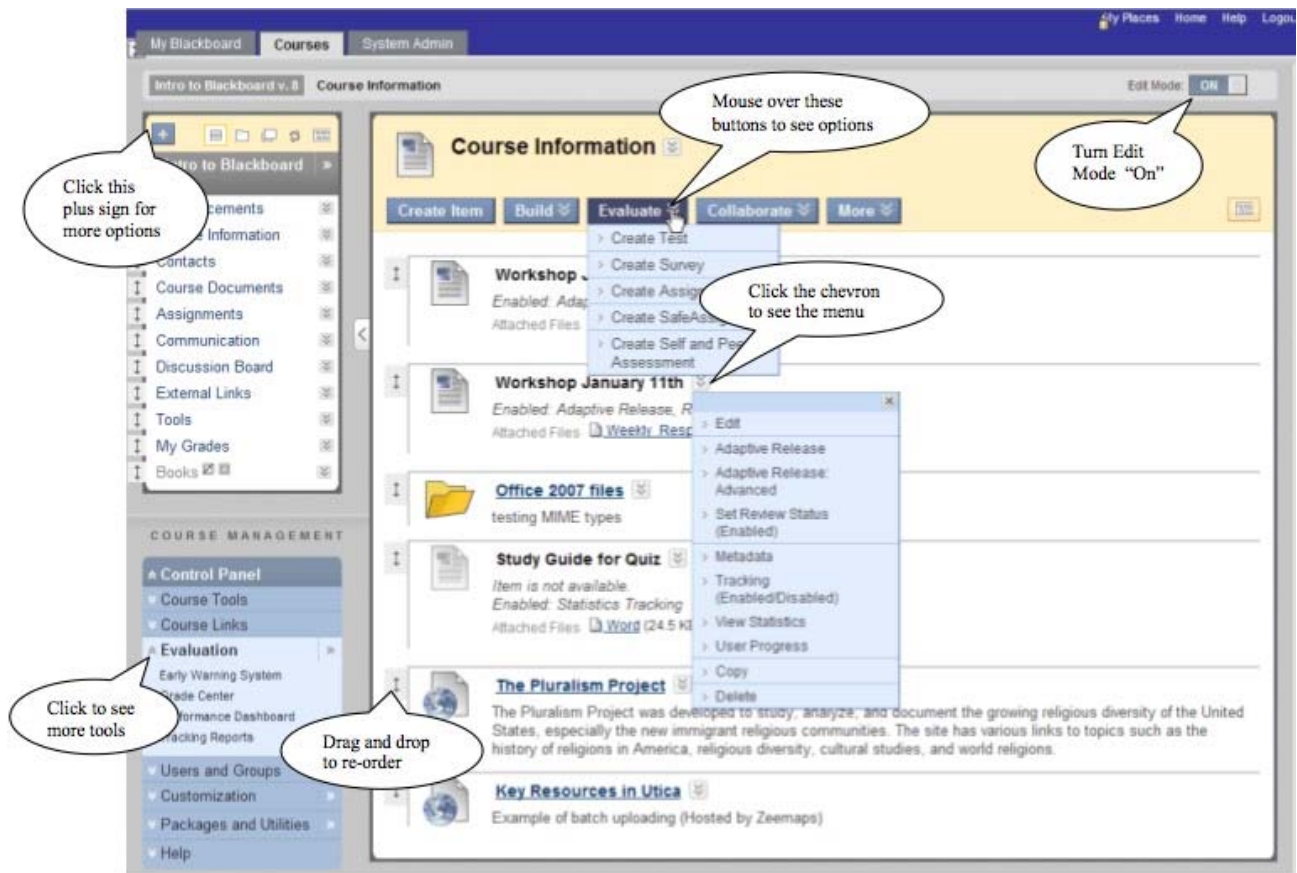 My Places Home Help Logou
My Blackboard Courses System Admin
Intro to Blackboard v. 8 Course Information
Edit Mode: ON
Mouse over these
buttons to see options
Turn Edit
Mode “On”
Click this
plus sign for
more options
tro to Blackboard
cements
Information
Contacts
Course Documents
Assignments
Communication
Discussion Board
External Links
Tools
My Grades
Books
COURSE MANAGEMENT
Control Panel
Course Tools
Course Links
Evaluation
Early Warning System
Grade Center
formance Dashboard
Tracking Reports
Users and Groups
Customization
Packages and Utilities
Help
Click to see
more tools
Course Information
Create Item Build Evaluate Collaborate More
Create Test
Create Survey
Create Assig
Create SafeAssig
Create Self and Pee
Assessment
Click the chevron
to see the menu
Workshop J
Enabled: Adap
Attached Files
Workshop January 11th
Enabled: Adaptive Release, R
Attached Files Weekly_Resp
Edit
Adaptive Release
Adaptive Release:
Advanced
Set Review Status
(Enabled)
Metadata
Tracking
(Enabled/Disabled)
View Statistics
User Progress
Copy
Delete
Office 2007 files
testing MIME types
Study Guide for Quiz
Item is not available.
Enabled: Statistics Tracking
Attached Files Word (24.5 KB
The Pluralism Project
The Pluralism Project was developed to study, analyze, and document the growing religious diversity of the United
States, especially the new immigrant religious communities. The site has various links to topics such as the
history of religions in America, religious diversity, cultural studies, and world religions.
Drag and drop
to re-order
Key Resources in Utica
Example of batch uploading (Hosted by Zeemaps)